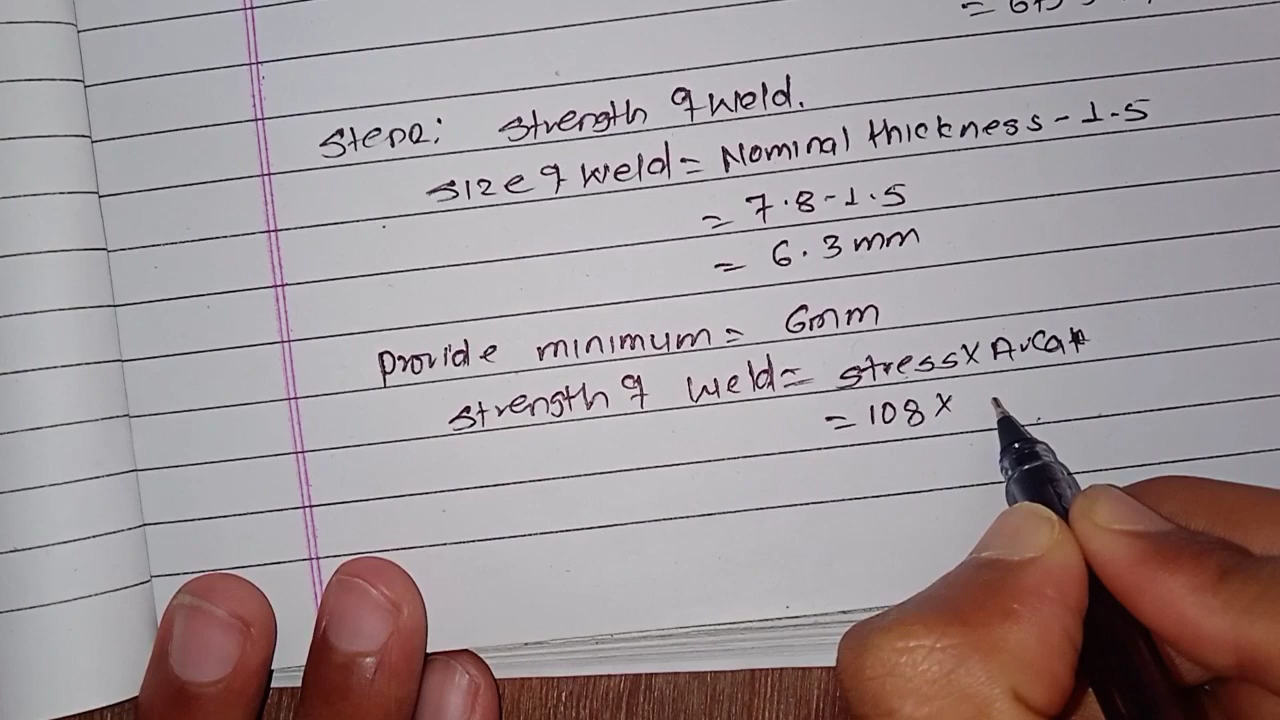 Step2: Strength of weld.
Size of weld = Nominal thickness - 1.5
= 7.8 - 1.5
= 6.3 mm
Provide minimum = 6mm
Strength of weld = stress x Area
= 108 x